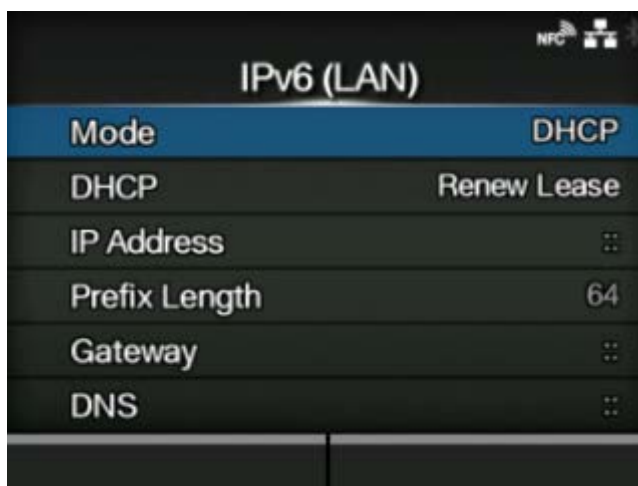 NFC
IPv6 (LAN)
Mode DHCP
DHCP Renew Lease
IP Address ::
Prefix Length 64
Gateway ::
DNS ::